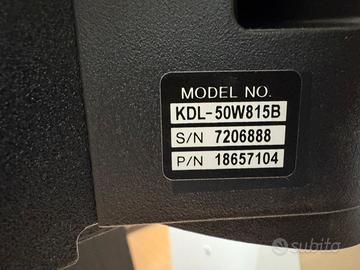 MODEL NO.
KDL-50W815B
S/N 7206888
P/N 18657104
subito